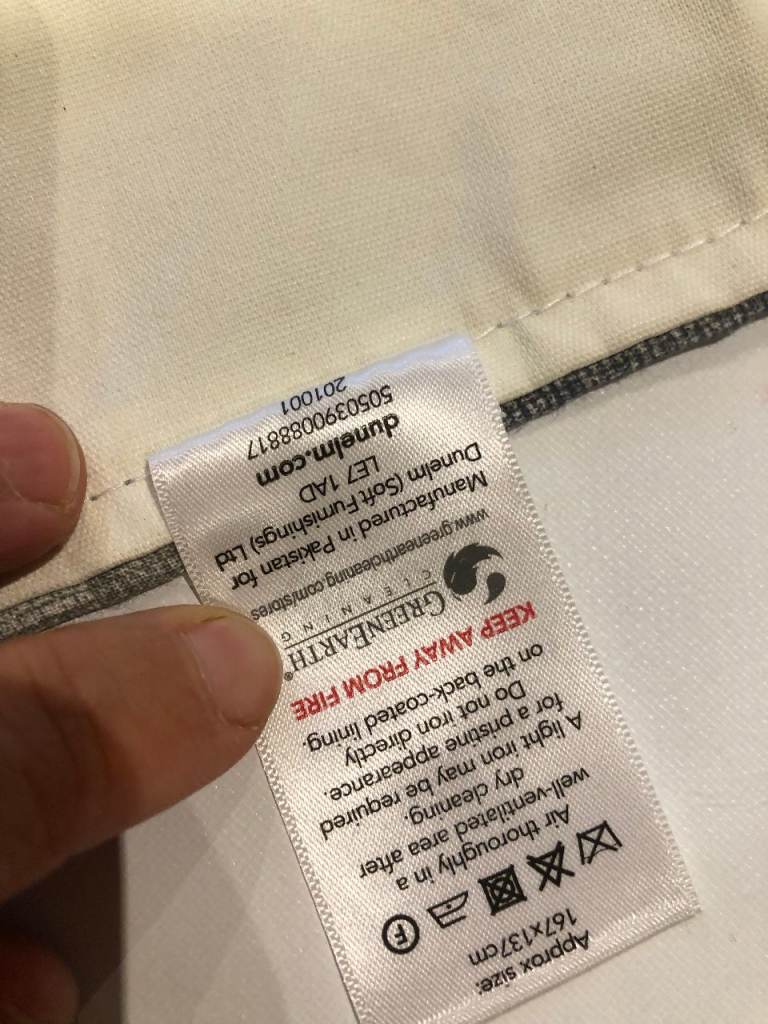 Approx size:
167x137cm
F
Air thoroughly in a
well-ventilated area after
dry cleaning.
A light iron may be required
for a pristine appearance.
Do not iron directly
on the back-coated lining.
KEEP AWAY FROM FIRE
GREENEARTH®
CLEANING
www.greenearthcleaning.com/stores
Manufactured in Pakistan for
Dunelm (Soft Furnishings) Ltd
LE7 1AD
dunelm.com
5050390088817
201001